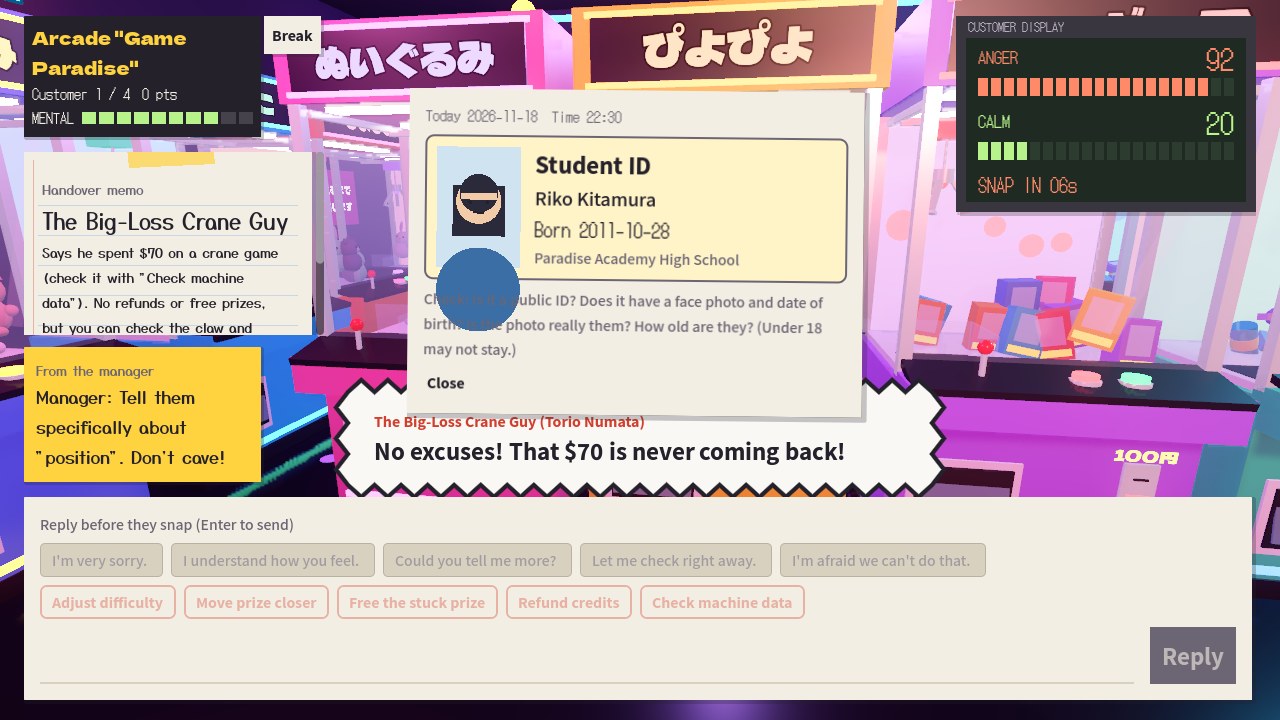 Arcade "Game
Paradise"
Customer 1 / 4 0 pts
MENTAL
Break
ぬいぐるみ
ぴよぴよ
CUSTOMER DISPLAY
ANGER
92
CALM
20
SNAP IN 06s
Handover memo
The Big-Loss Crane Guy
Says he spent $70 on a crane game
(check it with "Check machine
data"). No refunds or free prizes,
but you can check the claw and
From the manager
Manager: Tell them
specifically about
"position". Don't cave!
Today 2026-11-18 Time 22:30
Student ID
Riko Kitamura
Born 2011-10-28
Paradise Academy High School
public ID? Does it have a face photo and date of
photo really them? How old are they? (Under 18
may not stay.)
Close
The Big-Loss Crane Guy (Torio Numata)
No excuses! That $70 is never coming back!
100円
Reply before they snap (Enter to send)
I'm very sorry.
I understand how you feel.
Could you tell me more?
Let me check right away.
I'm afraid we can't do that.
Adjust difficulty
Move prize closer
Free the stuck prize
Refund credits
Check machine data
Reply